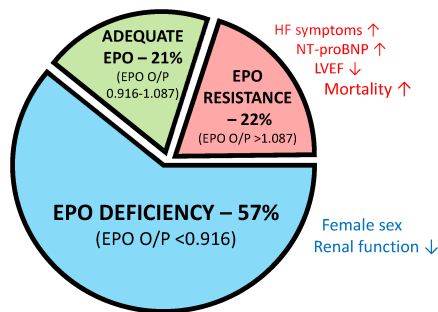 ADEQUATE
EPO – 21%
(EPO O/P
0.916-1.087)
EPO
RESISTANCE
– 22%
(EPO O/P >1.087)
HF symptoms ↑
NT-proBNP ↑
LVEF ↓
Mortality ↑
EPO DEFICIENCY – 57%
(EPO O/P <0.916)
Female sex
Renal function ↓